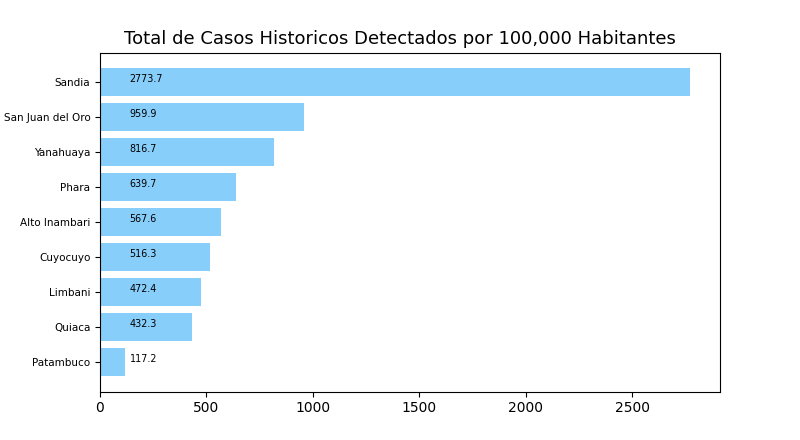 Total de Casos Historicos Detectados por 100,000 Habitantes
Sandia 2773.7
San Juan del Oro 959.9
Yanahuaya 816.7
Phara 639.7
Alto Inambari 567.6
Cuyocuyo 516.3
Limbani 472.4
Quiaca 432.3
Patambuco 117.2
0 500 1000 1500 2000 2500